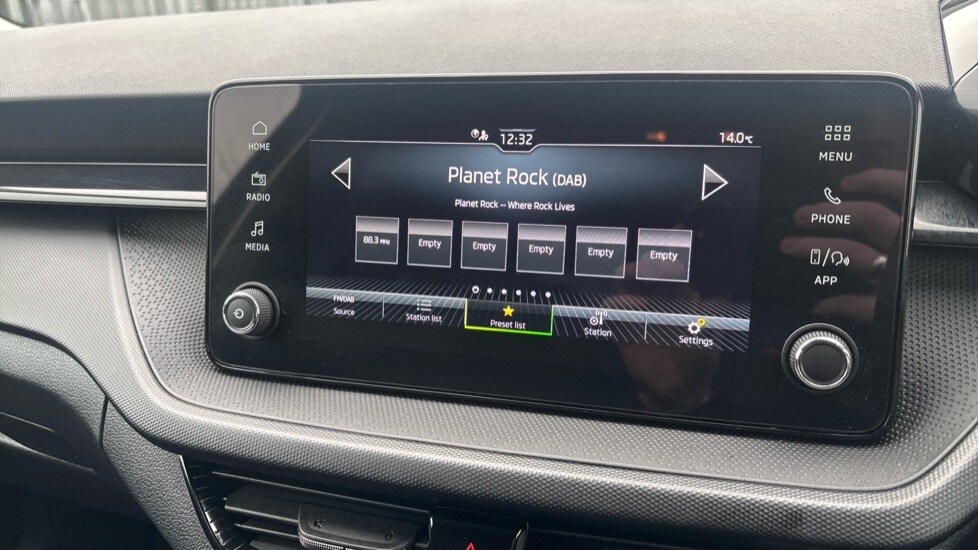 12:32
14.0°C
HOME
RADIO
MEDIA
Planet Rock (DAB)
Planet Rock -- Where Rock Lives
88.3 MHz
Empty
Empty
Empty
Empty
Empty
FM/DAB
Source
Station list
Preset list
Station
Settings
MENU
PHONE
APP